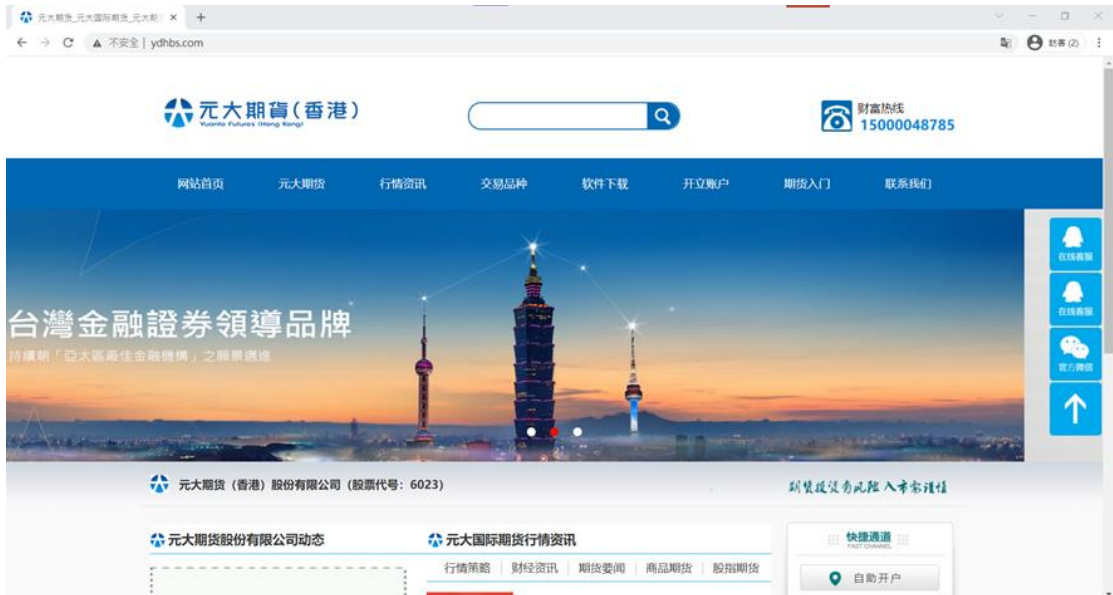 元大期货_元大国际期货_元大期
不安全 | ydhbs.com
訪客 (2)
元大期貨(香港)
Yuanta Futures (Hong Kong)
财富热线
15000048785
网站首页 元大期货 行情资讯 交易品种 软件下载 开立账户 期货入门 联系我们
台灣金融證券領導品牌
持續朝「亞太區最佳金融機構」之願景邁進
在线客服
在线客服
官方微信
元大期货（香港）股份有限公司（股票代号：6023）
期货投资有风险 入市需谨慎
元大期货股份有限公司动态
元大国际期货行情资讯
快捷通道
FAST CHANNEL
行情策略 | 财经资讯 | 期货要闻 | 商品期货 | 股指期货
自助开户